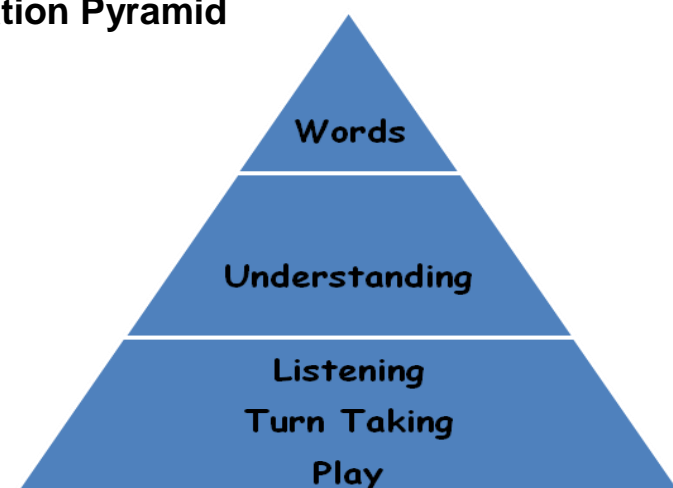 tion Pyramid
Words
Understanding
Listening
Turn Taking
Play